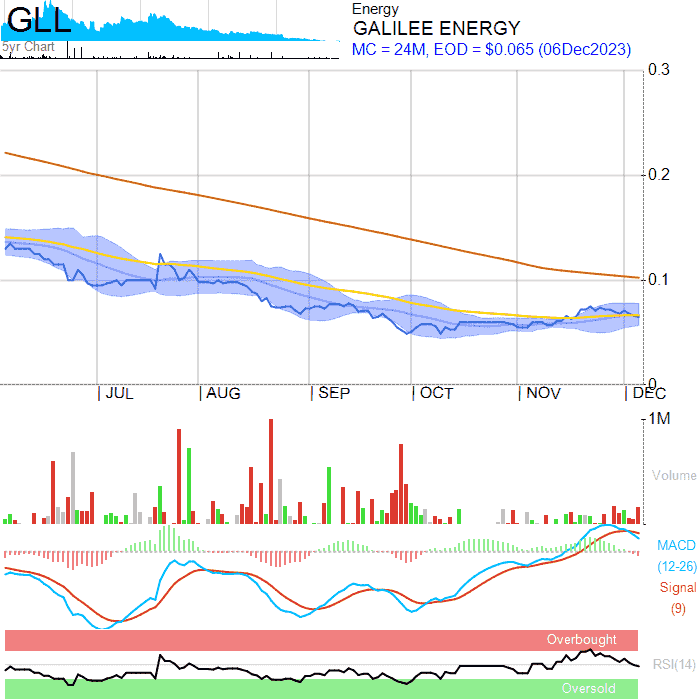 GLL
5yr Chart
Energy
GALILEE ENERGY
MC = 24M, EOD = $0.065 (06Dec2023)
0.3
0.2
0.1
0
JUL AUG SEP OCT NOV DEC
1M
Volume
MACD
(12-26)
Signal
(9)
Overbought
RSI(14)
Oversold